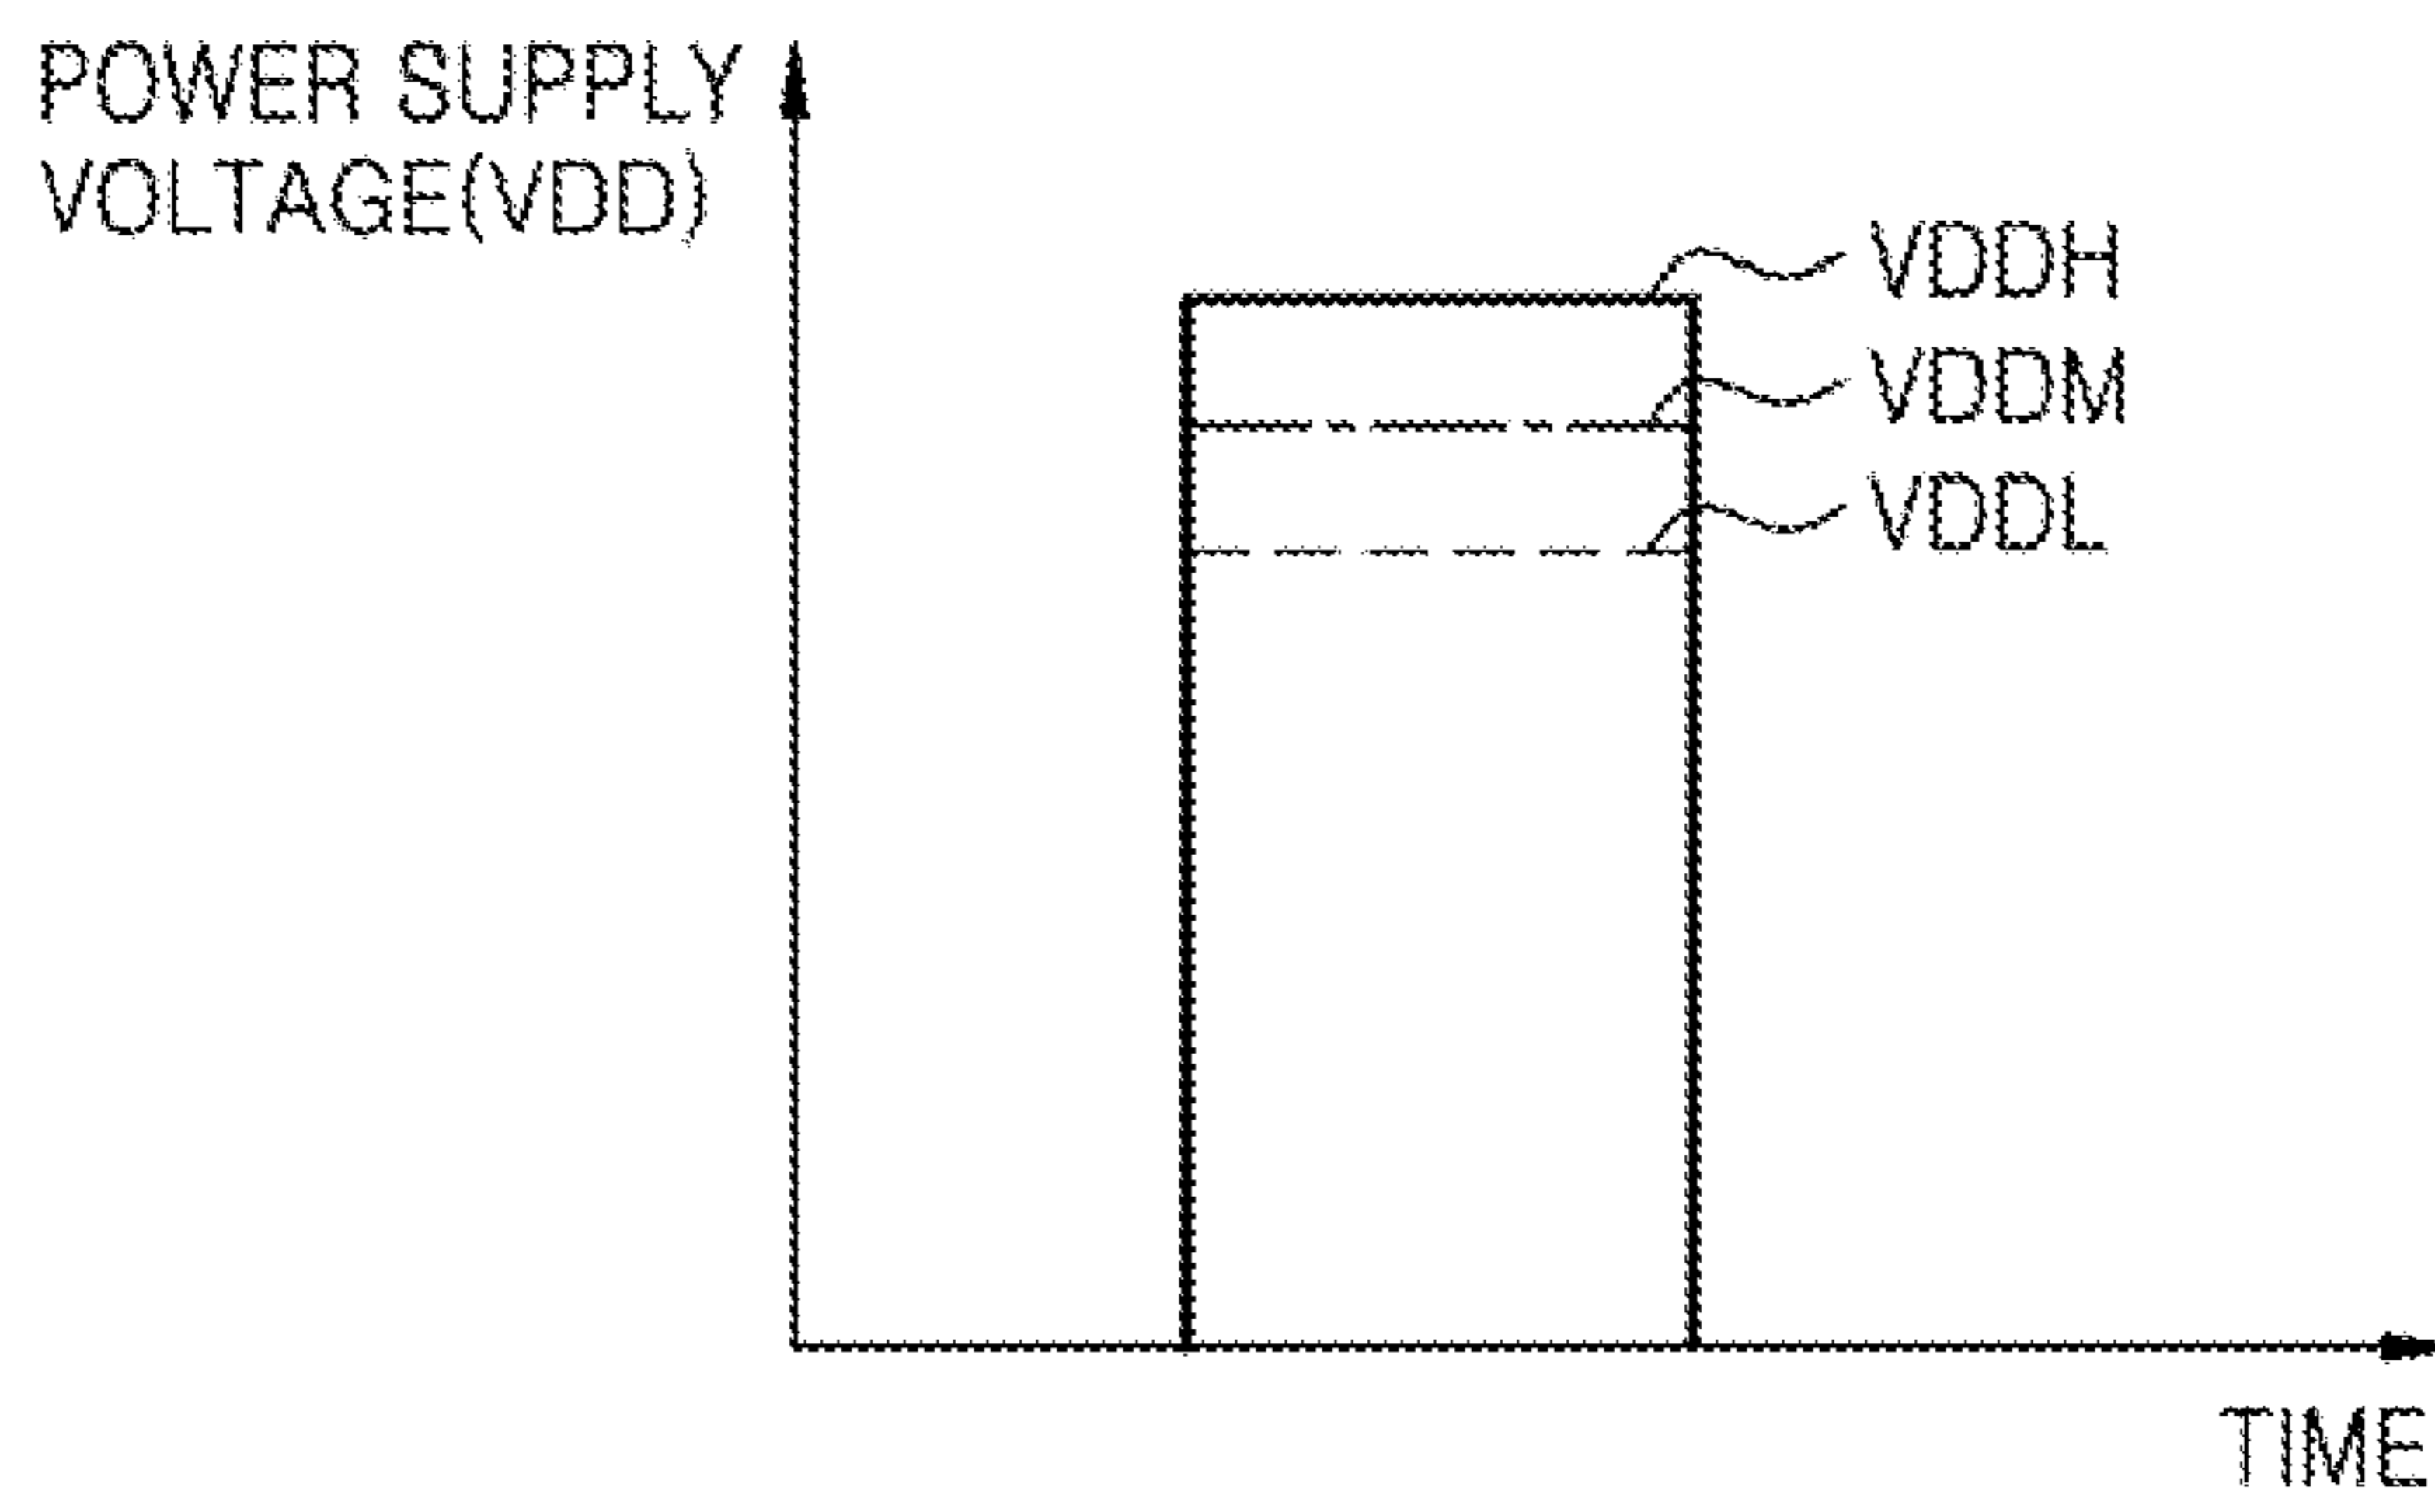 POWER SUPPLY
VOLTAGE(VDD)
VDDH
VDDM
VDDL
TIME